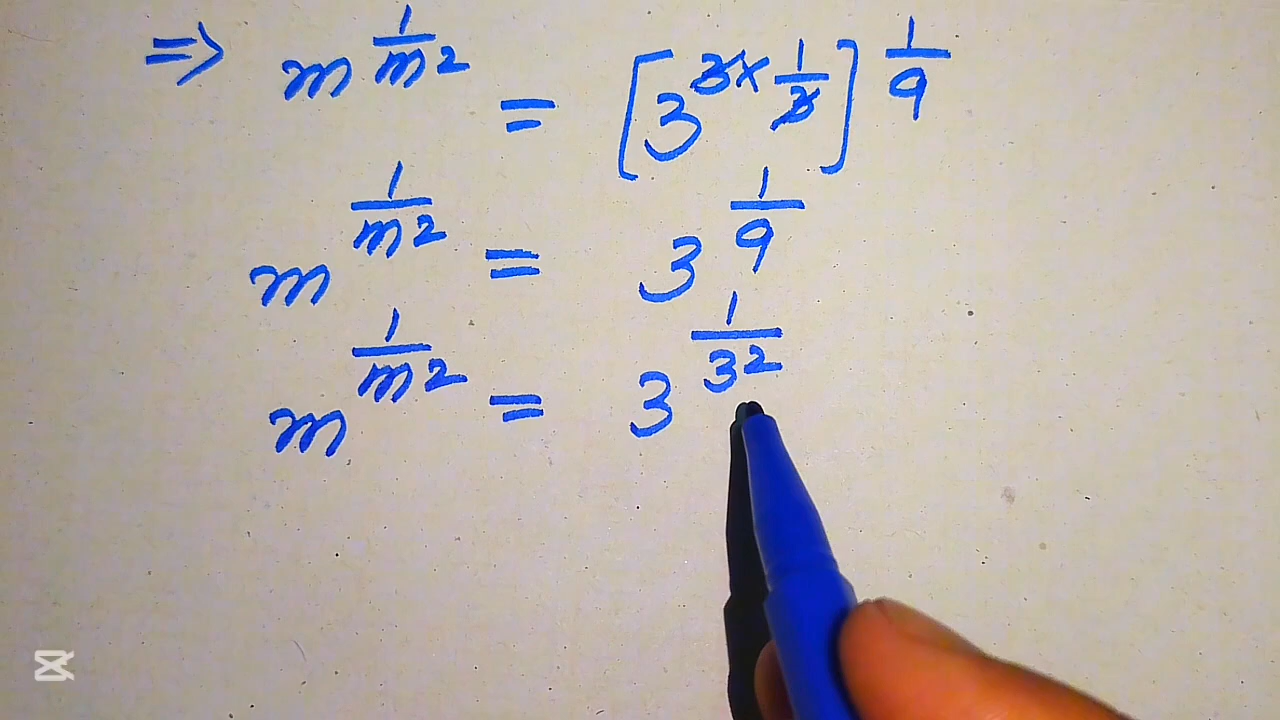 ⇒ m^(1/m²) = [3^(3×1/3)]^(1/9)
m^(1/m²) = 3^(1/9)
m^(1/m²) = 3^(1/3²)